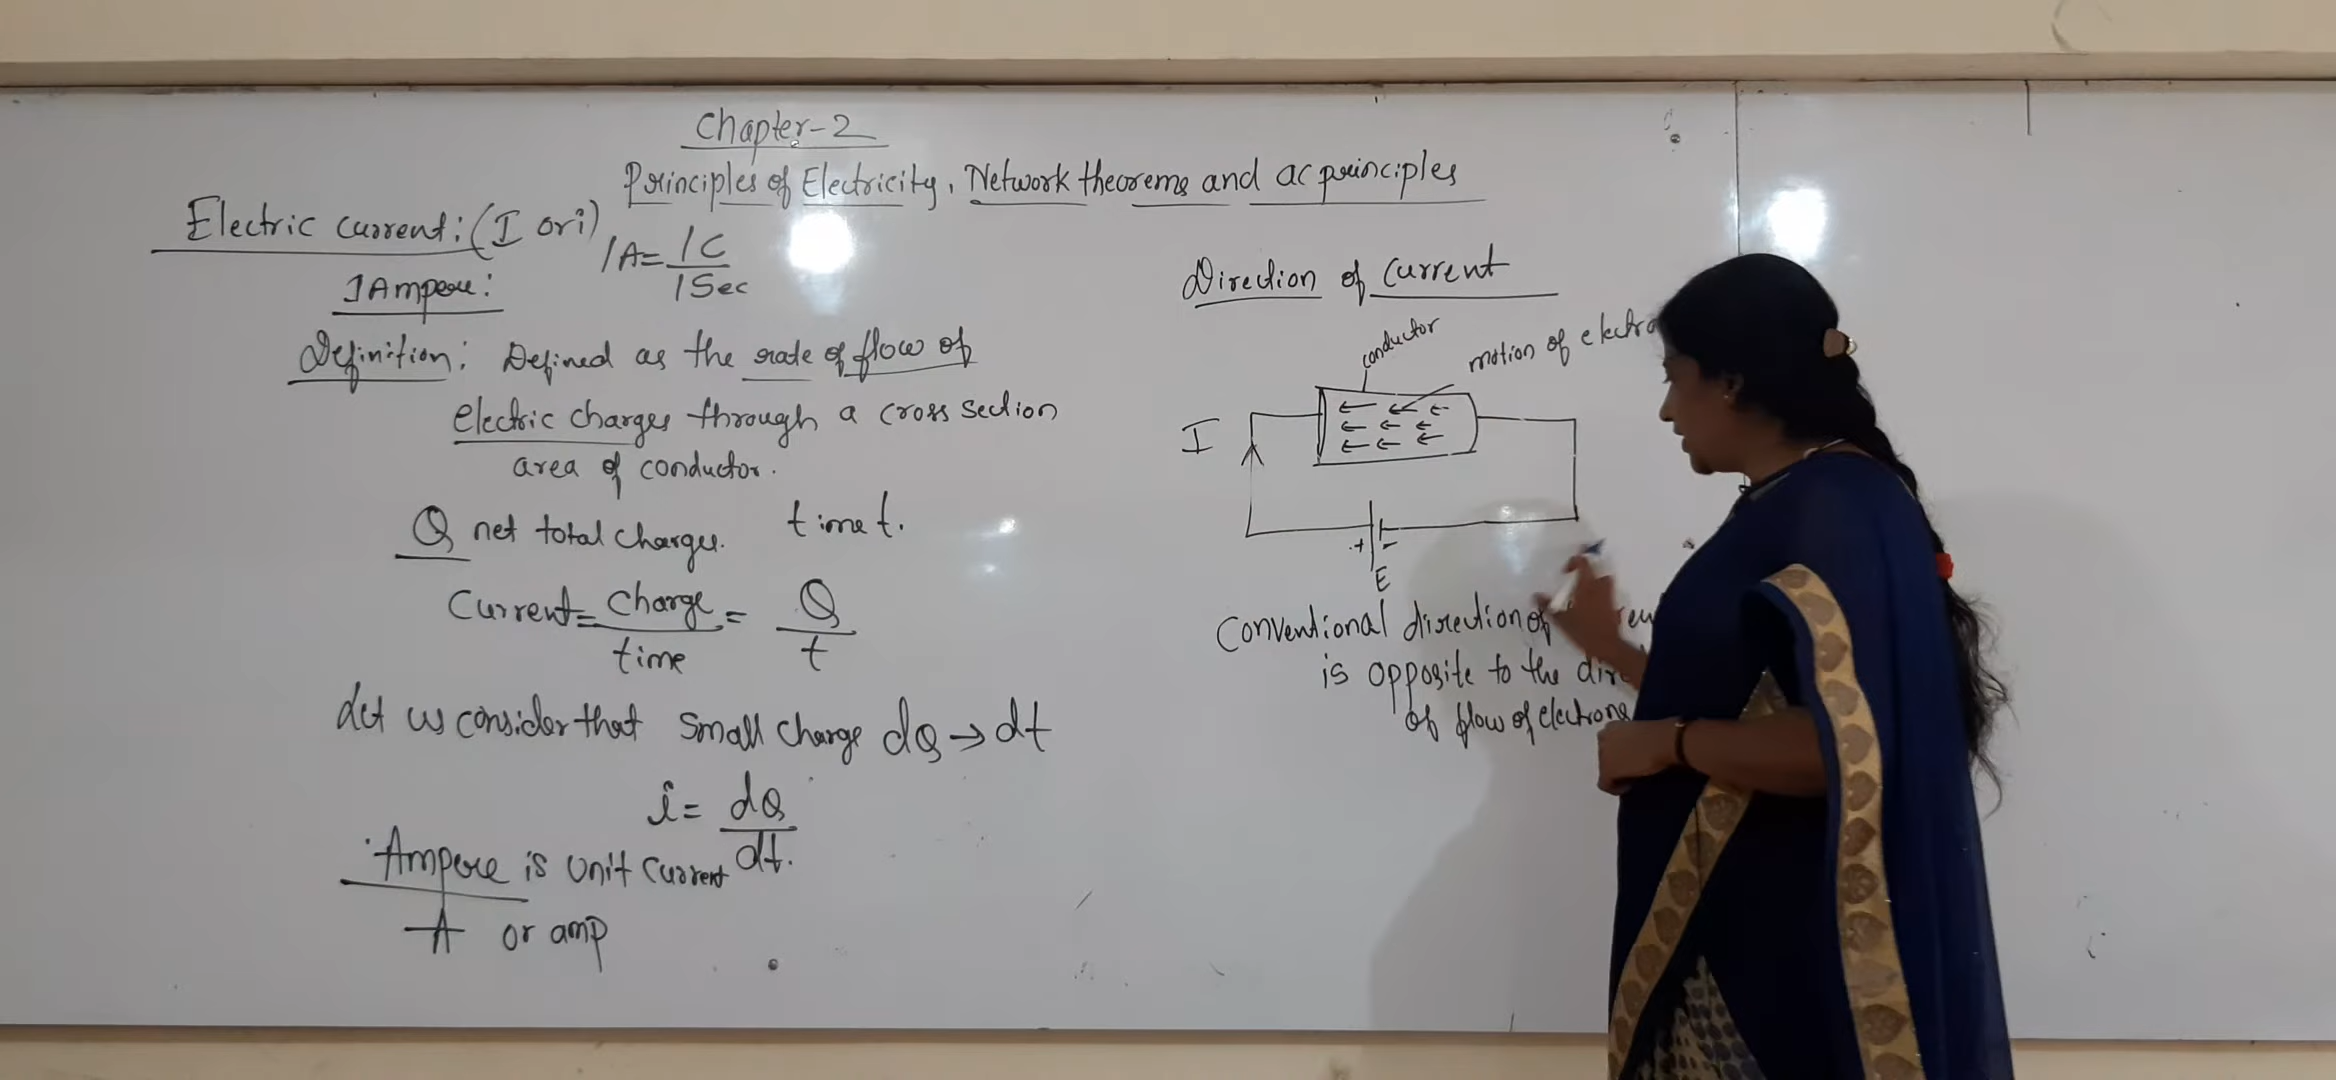 Chapter-2
Principles of Electricity, Network theorems and ac principles
Electric current: (I or i)
1A = 1C / 1Sec
1 Ampere:
Definition: Defined as the rate of flow of
electric charges through a cross section
area of conductor.
Q net total charges. time t.
Current = charge / time = Q / t
Let us consider that small charge dQ → dt
i = dQ / dt.
Ampere is unit current
A or amp
Direction of current
conductor
motion of
I
+ -
E
Conventional direction of
is opposite to the
of flow of electrons